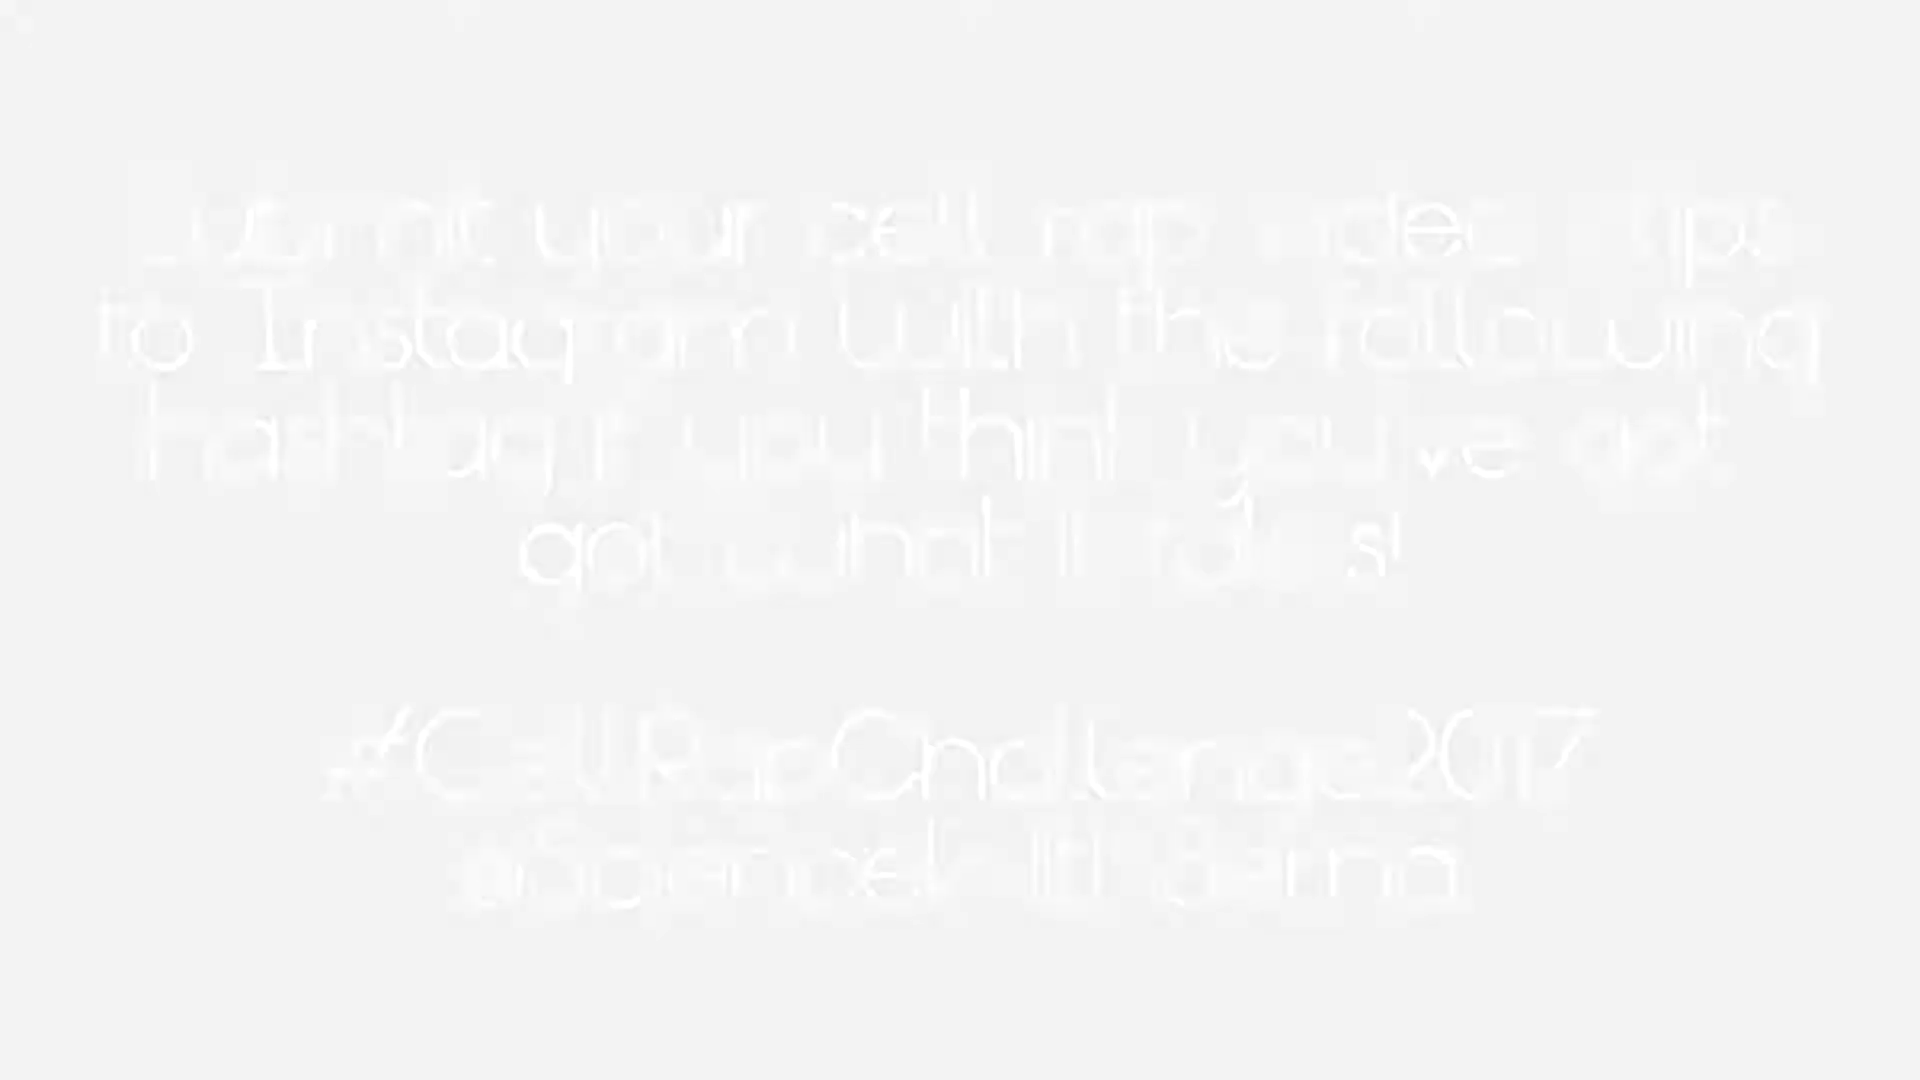 Submit your cell rap video clips
to Instagram with the following
hashtag if you think you've got
got what it takes!
#CellRapChallenge2017